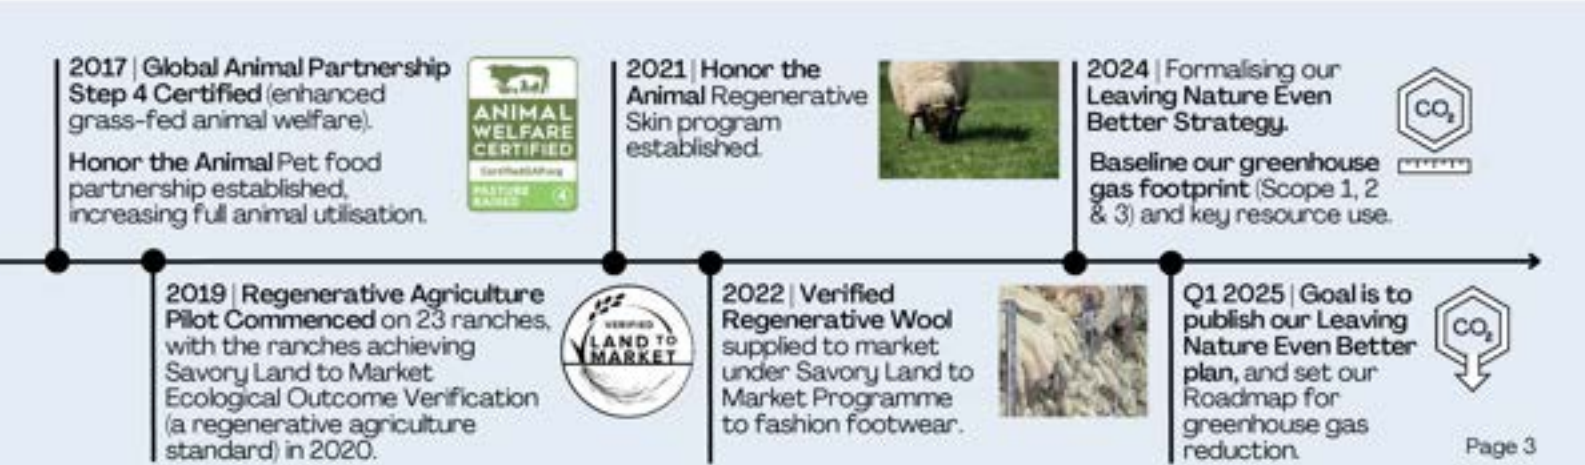 2017 | Global Animal Partnership
Step 4 Certified (enhanced
grass-fed animal welfare).
Honor the Animal Pet food
partnership established,
increasing full animal utilisation.
ANIMAL
WELFARE
CERTIFIED
CertifiedGAP.org
PASTURE
RAISED
4
2021 | Honor the
Animal Regenerative
Skin program
established.
2024 | Formalising our
Leaving Nature Even
Better Strategy.
Baseline our greenhouse
gas footprint (Scope 1, 2
& 3) and key resource use.
CO₂
2019 | Regenerative Agriculture
Pilot Commenced on 23 ranches,
with the ranches achieving
Savory Land to Market
Ecological Outcome Verification
(a regenerative agriculture
standard) in 2020.
VERIFIED
LAND TO
MARKET
2022 | Verified
Regenerative Wool
supplied to market
under Savory Land to
Market Programme
to fashion footwear.
Q1 2025 | Goal is to
publish our Leaving
Nature Even Better
plan, and set our
Roadmap for
greenhouse gas
reduction.
CO₂
Page 3